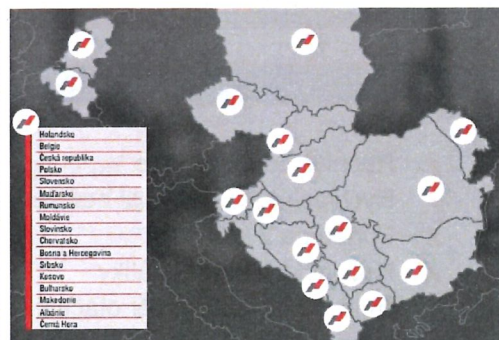 Holandsko
Belgie
Česká republika
Polsko
Slovensko
Maďarsko
Rumunsko
Moldávie
Slovinsko
Chorvatsko
Bosna a Hercegovina
Srbsko
Kosovo
Bulharsko
Makedonie
Albánie
Černá Hora